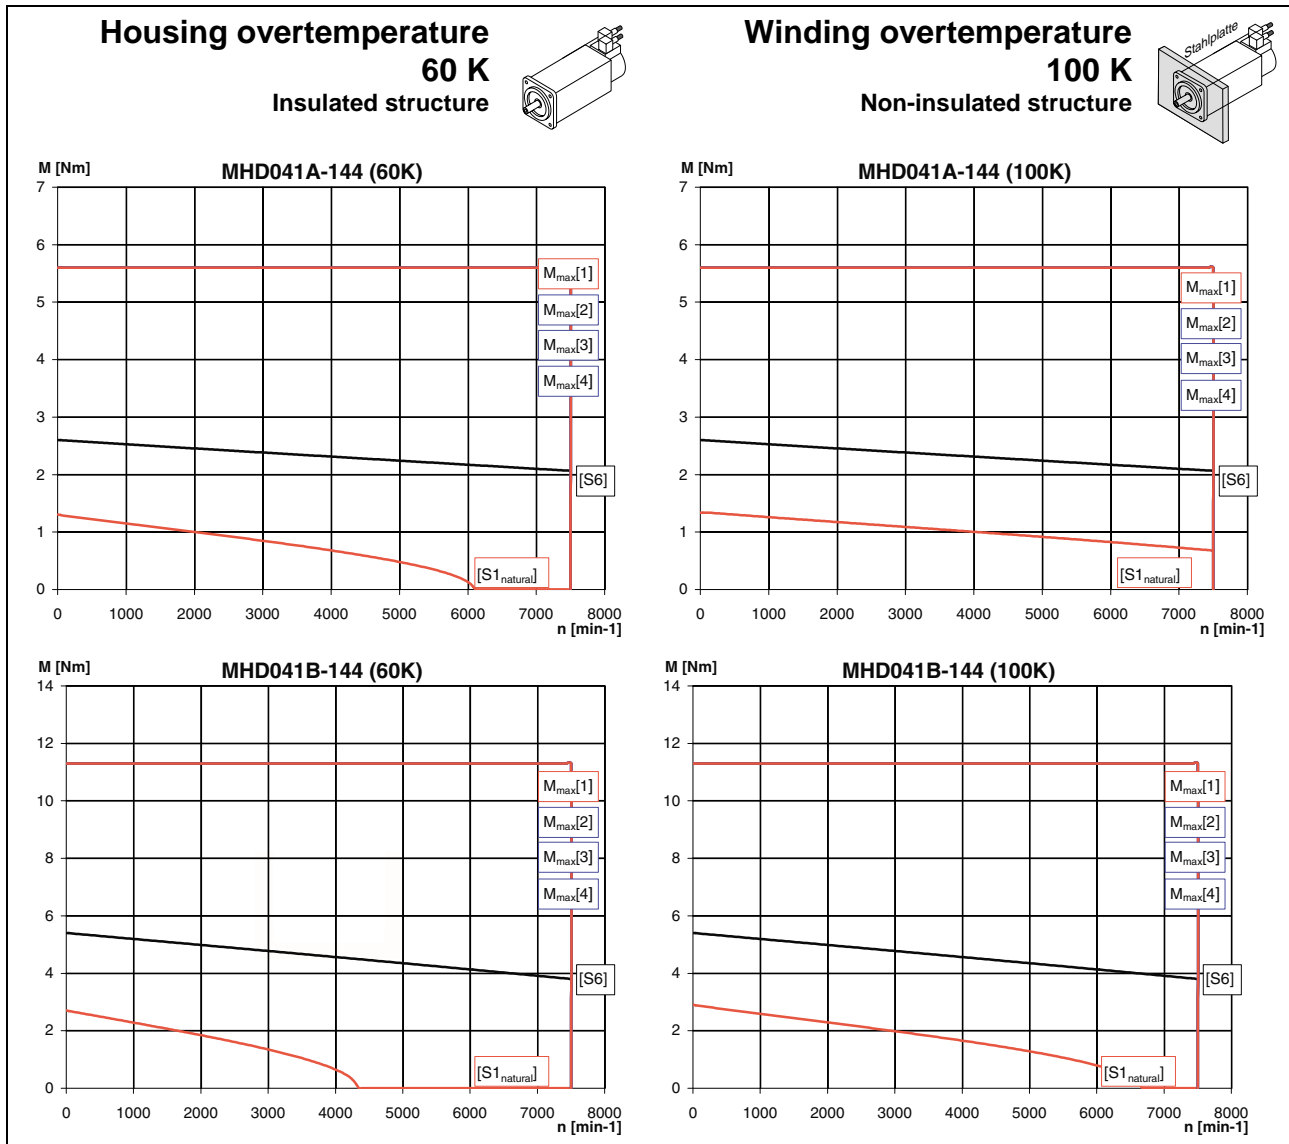 Housing overtemperature
60 K
Insulated structure
Winding overtemperature
100 K
Non-insulated structure
Stahlplatte
M [Nm]
MHD041A-144 (60K)
7
6
5
4
3
2
1
0
Mmax[1]
Mmax[2]
Mmax[3]
Mmax[4]
[S6]
[S1natural]
0 1000 2000 3000 4000 5000 6000 7000 8000
n [min-1]
M [Nm]
MHD041A-144 (100K)
7
6
5
4
3
2
1
0
Mmax[1]
Mmax[2]
Mmax[3]
Mmax[4]
[S6]
[S1natural]
0 1000 2000 3000 4000 5000 6000 7000 8000
n [min-1]
M [Nm]
MHD041B-144 (60K)
14
12
10
8
6
4
2
0
Mmax[1]
Mmax[2]
Mmax[3]
Mmax[4]
[S6]
[S1natural]
0 1000 2000 3000 4000 5000 6000 7000 8000
n [min-1]
M [Nm]
MHD041B-144 (100K)
14
12
10
8
6
4
2
0
Mmax[1]
Mmax[2]
Mmax[3]
Mmax[4]
[S6]
[S1natural]
0 1000 2000 3000 4000 5000 6000 7000 8000
n [min-1]